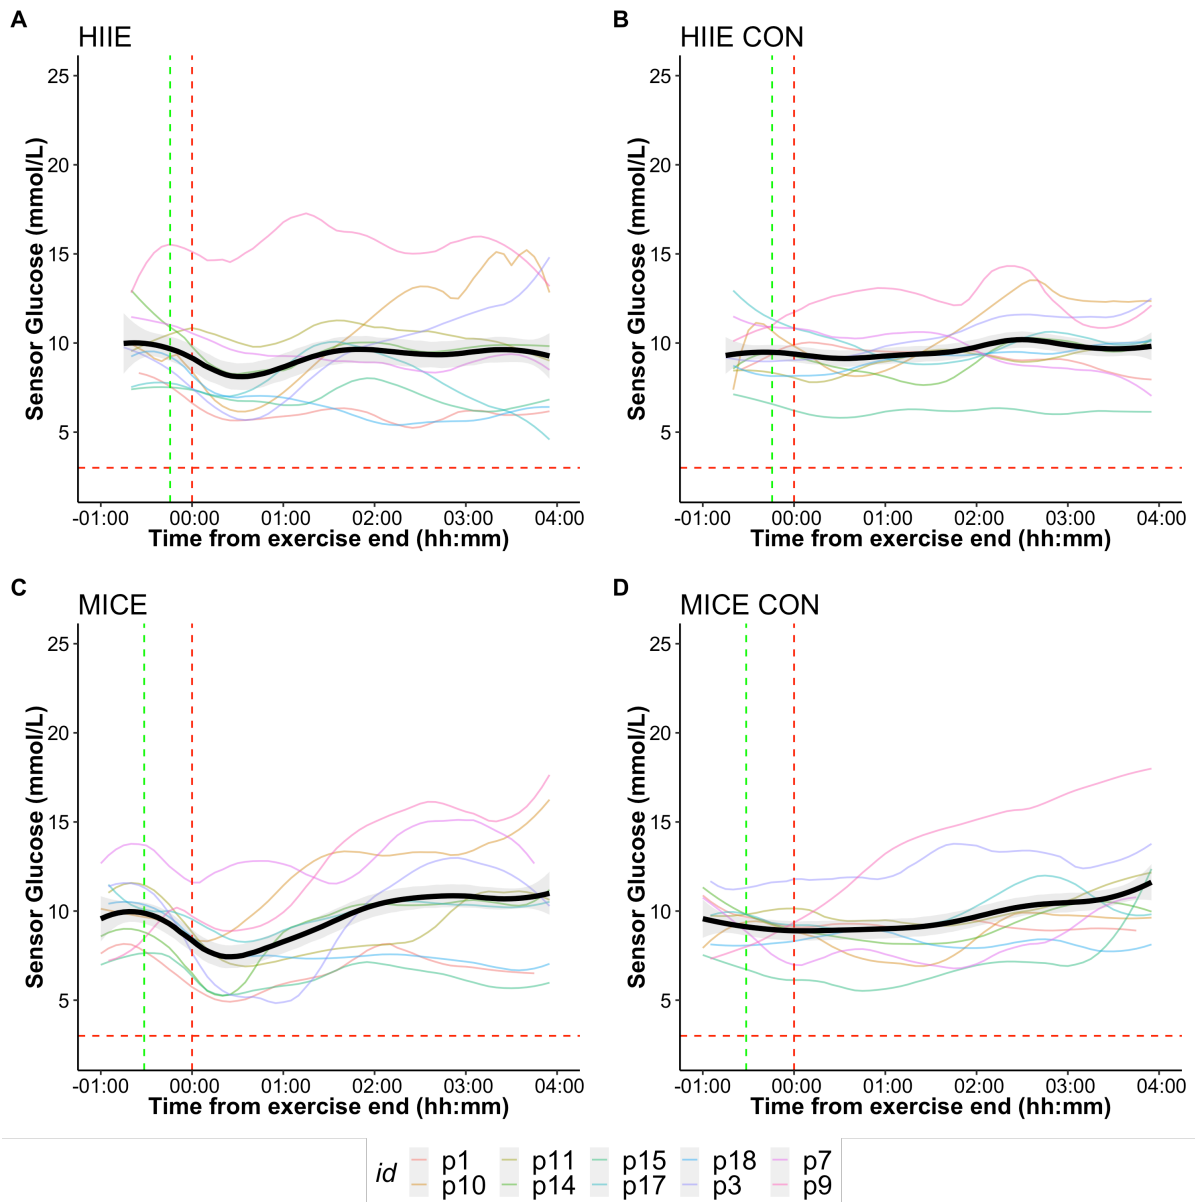 A
HIIE
Sensor Glucose (mmol/L)
25
20
15
10
5
-01:00 00:00 01:00 02:00 03:00 04:00
Time from exercise end (hh:mm)
B
HIIE CON
Sensor Glucose (mmol/L)
25
20
15
10
5
-01:00 00:00 01:00 02:00 03:00 04:00
Time from exercise end (hh:mm)
C
MICE
Sensor Glucose (mmol/L)
25
20
15
10
5
-01:00 00:00 01:00 02:00 03:00 04:00
Time from exercise end (hh:mm)
D
MICE CON
Sensor Glucose (mmol/L)
25
20
15
10
5
-01:00 00:00 01:00 02:00 03:00 04:00
Time from exercise end (hh:mm)
id
p1 p11 p15 p18 p7
p10 p14 p17 p3 p9